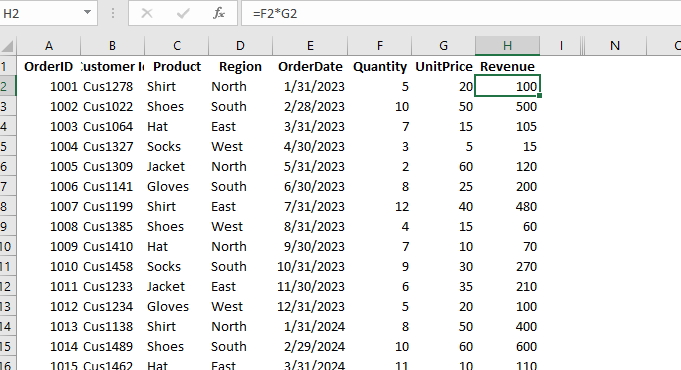 H2 fx =F2*G2
A B C D E F G H I N
1 OrderID Customer Product Region OrderDate Quantity UnitPrice Revenue
2 1001 Cus1278 Shirt North 1/31/2023 5 20 100
3 1002 Cus1022 Shoes South 2/28/2023 10 50 500
4 1003 Cus1064 Hat East 3/31/2023 7 15 105
5 1004 Cus1327 Socks West 4/30/2023 3 5 15
6 1005 Cus1309 Jacket North 5/31/2023 2 60 120
7 1006 Cus1141 Gloves South 6/30/2023 8 25 200
8 1007 Cus1199 Shirt East 7/31/2023 12 40 480
9 1008 Cus1385 Shoes West 8/31/2023 4 15 60
10 1009 Cus1410 Hat North 9/30/2023 7 10 70
11 1010 Cus1458 Socks South 10/31/2023 9 30 270
12 1011 Cus1233 Jacket East 11/30/2023 6 35 210
13 1012 Cus1234 Gloves West 12/31/2023 5 20 100
14 1013 Cus1138 Shirt North 1/31/2024 8 50 400
15 1014 Cus1489 Shoes South 2/29/2024 10 60 600
16 1015 Cus1462 Hat East 3/31/2024 11 10 110